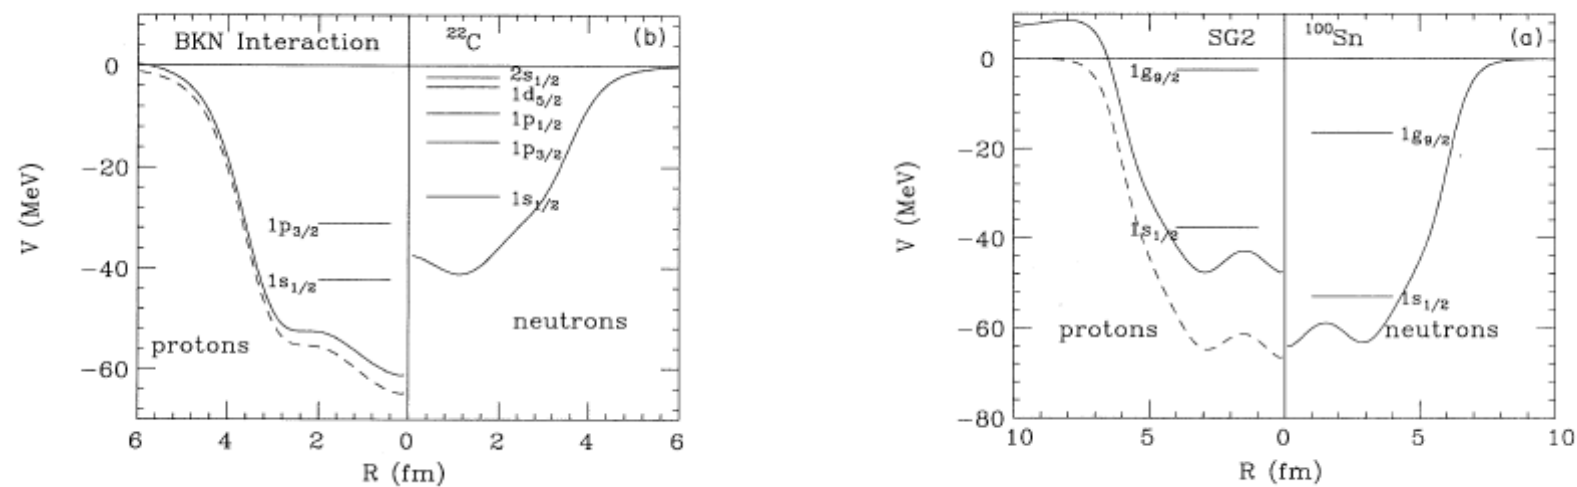 BKN Interaction
²²C
(b)
0
−20
−40
−60
V (MeV)
2s₁/₂
1d₅/₂
1p₁/₂
1p₃/₂
1s₁/₂
1p₃/₂
1s₁/₂
protons
neutrons
6 4 2 0 2 4 6
R (fm)
SG2
¹⁰⁰Sn
(a)
0
−20
−40
−60
−80
V (MeV)
1g₉/₂
1g₉/₂
1s₁/₂
1s₁/₂
protons
neutrons
10 5 0 5 10
R (fm)